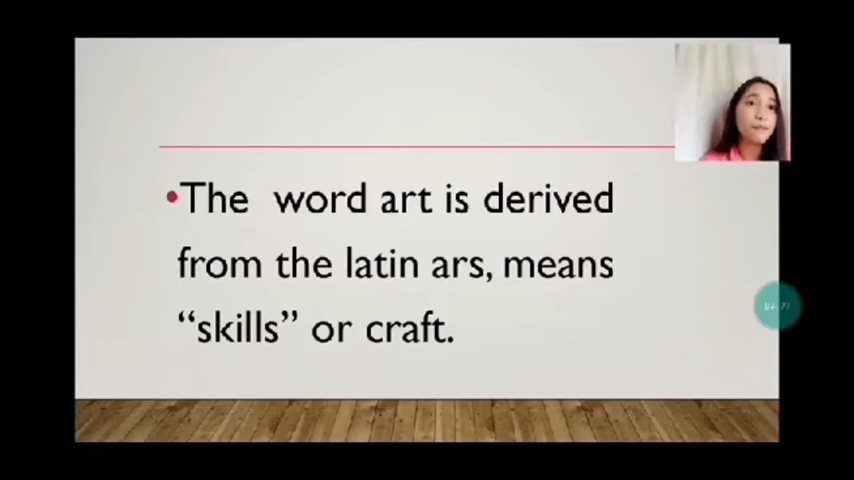 •The word art is derived
from the latin ars, means
“skills” or craft.